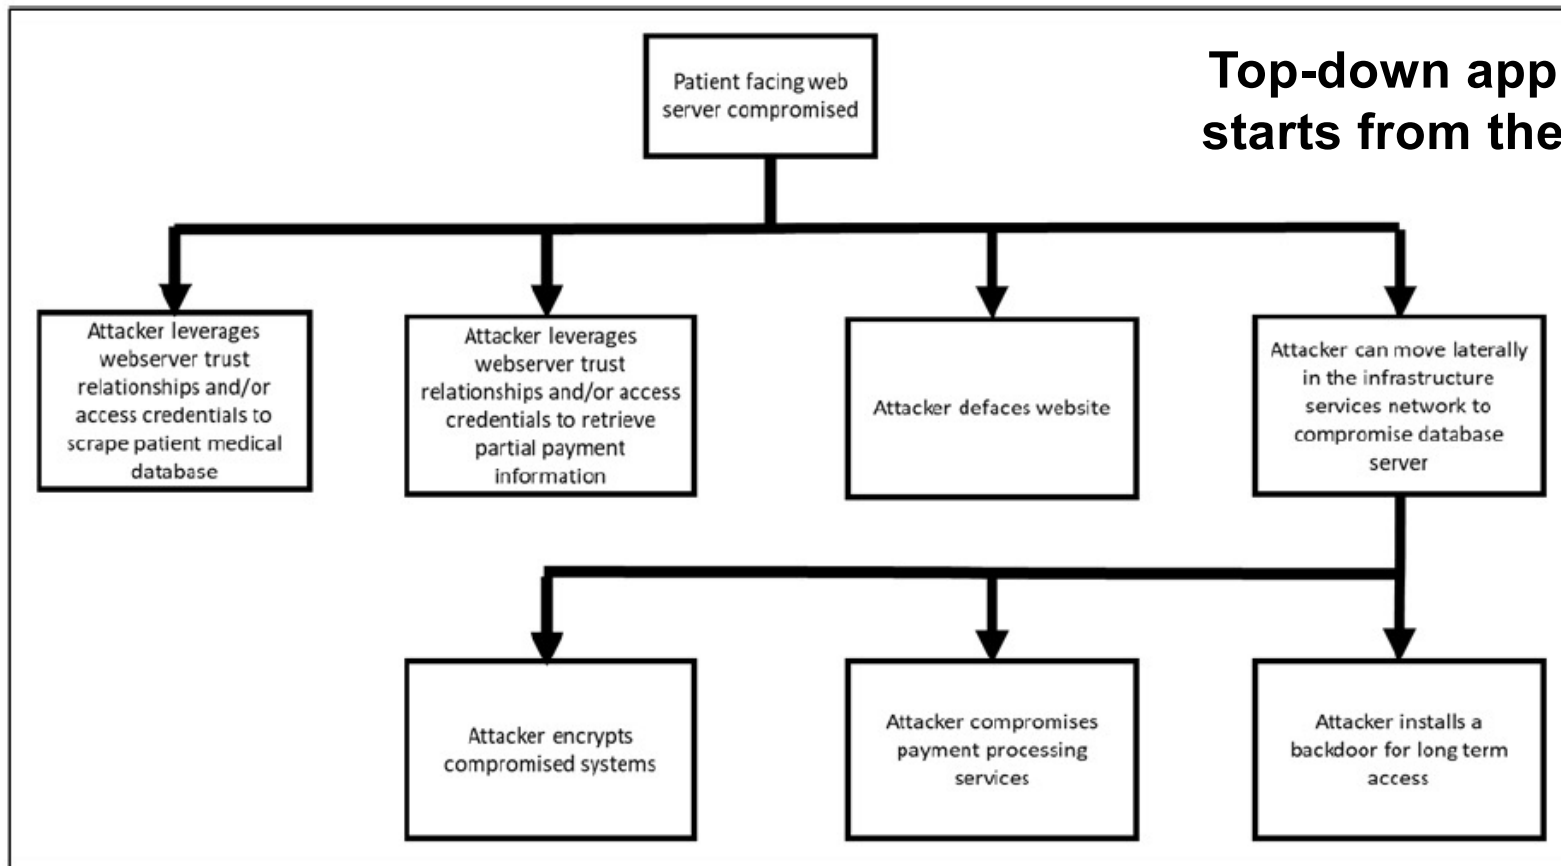 Top-down app
starts from the
Patient facing web
server compromised
Attacker leverages
webserver trust
relationships and/or
access credentials to
scrape patient medical
database
Attacker leverages
webserver trust
relationships and/or access
credentials to retrieve
partial payment
information
Attacker defaces website
Attacker can move laterally
in the infrastructure
services network to
compromise database
server
Attacker encrypts
compromised systems
Attacker compromises
payment processing
services
Attacker installs a
backdoor for long term
access